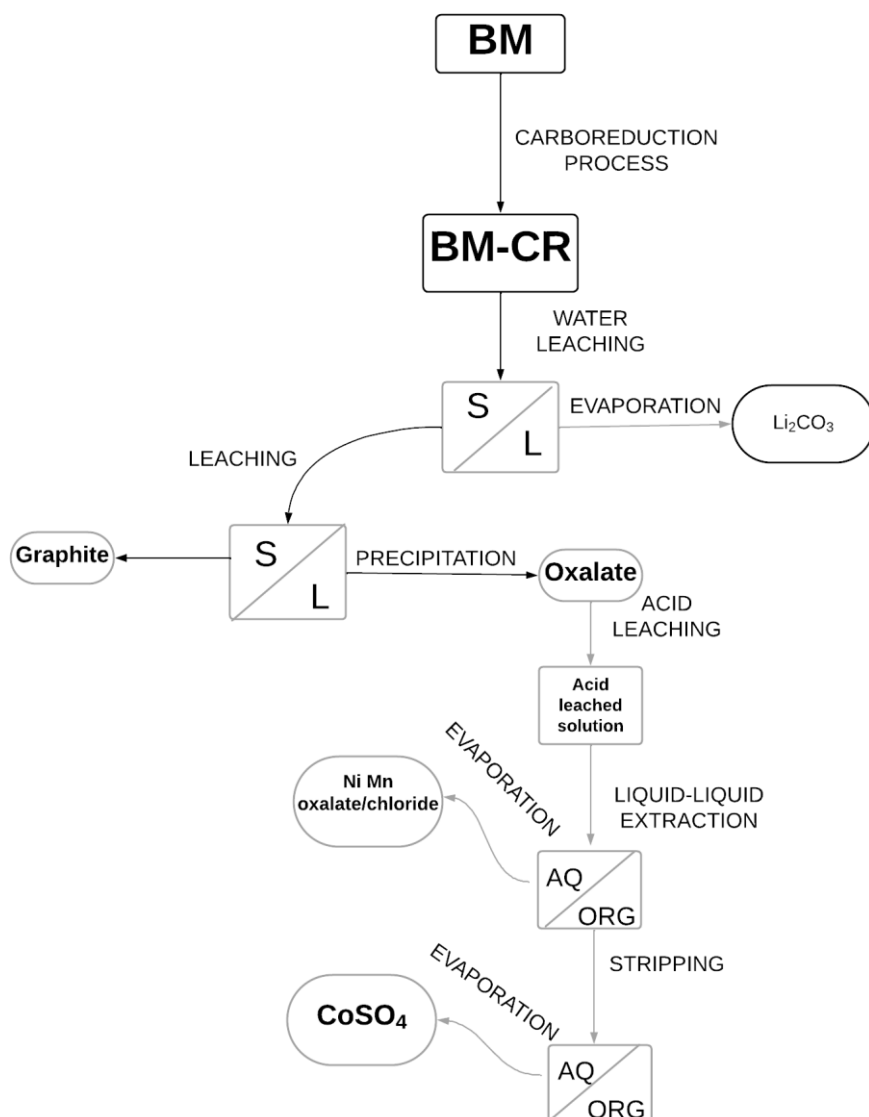 BM
CARBOREDUCTION
PROCESS
BM-CR
WATER
LEACHING
S
L
EVAPORATION
Li₂CO₃
LEACHING
Graphite
S
L
PRECIPITATION
Oxalate
ACID
LEACHING
Acid
leached
solution
EVAPORATION
Ni Mn
oxalate/chloride
LIQUID-LIQUID
EXTRACTION
AQ
ORG
STRIPPING
EVAPORATION
CoSO₄
AQ
ORG